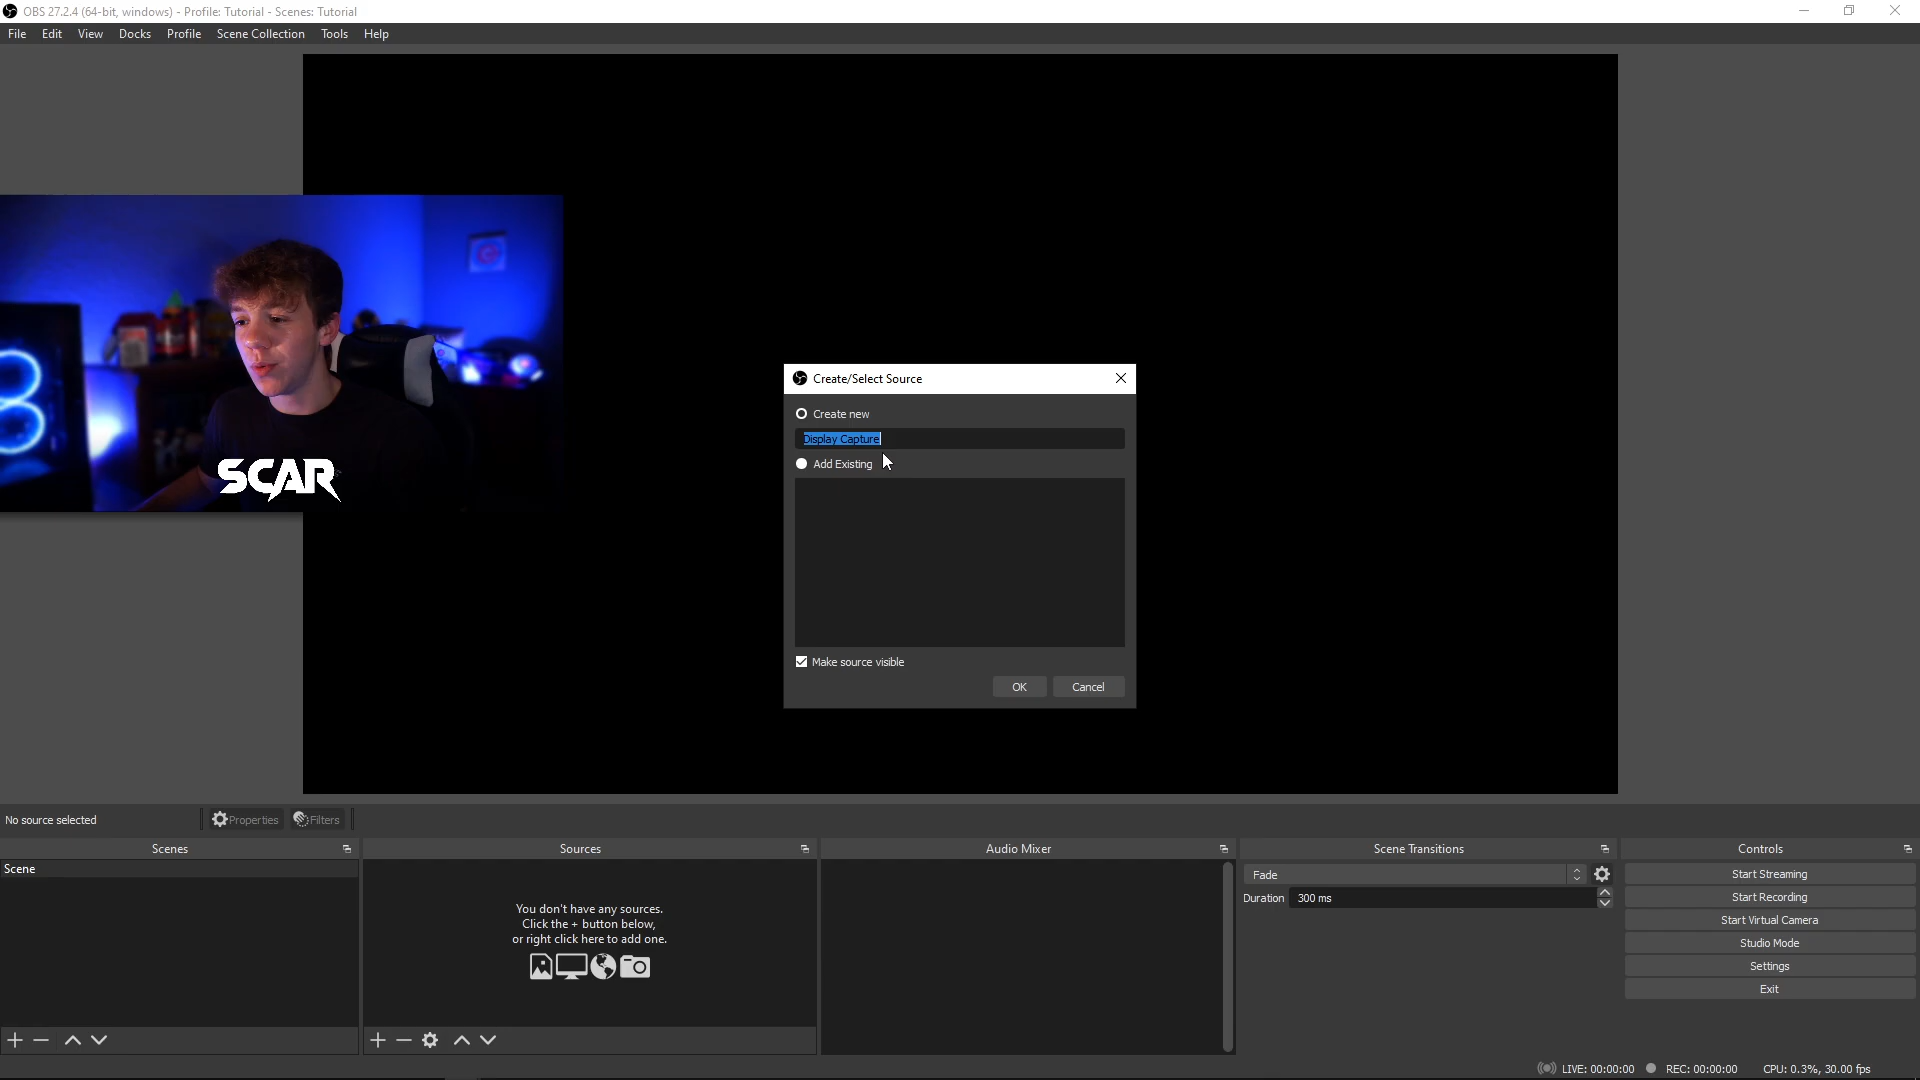 OBS 27.2.4 (64-bit, windows) - Profile: Tutorial - Scenes: Tutorial
File Edit View Docks Profile Scene Collection Tools Help
SCAR
Create/Select Source
Create new
Display Capture
Add Existing
Make source visible
OK Cancel
No source selected Properties Filters
Scenes
Scene
Sources
You don't have any sources.
Click the + button below,
or right click here to add one.
Audio Mixer
Scene Transitions
Fade
Duration 300 ms
Controls
Start Streaming
Start Recording
Start Virtual Camera
Studio Mode
Settings
Exit
LIVE: 00:00:00 REC: 00:00:00 CPU: 0.3%, 30.00 fps